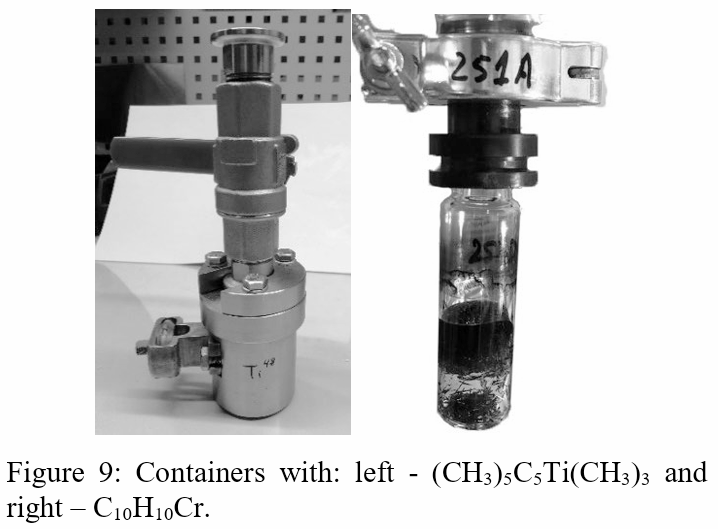 251A
Ti⁴⁸
Figure 9: Containers with: left - (CH₃)₅C₅Ti(CH₃)₃ and
right – C₁₀H₁₀Cr.